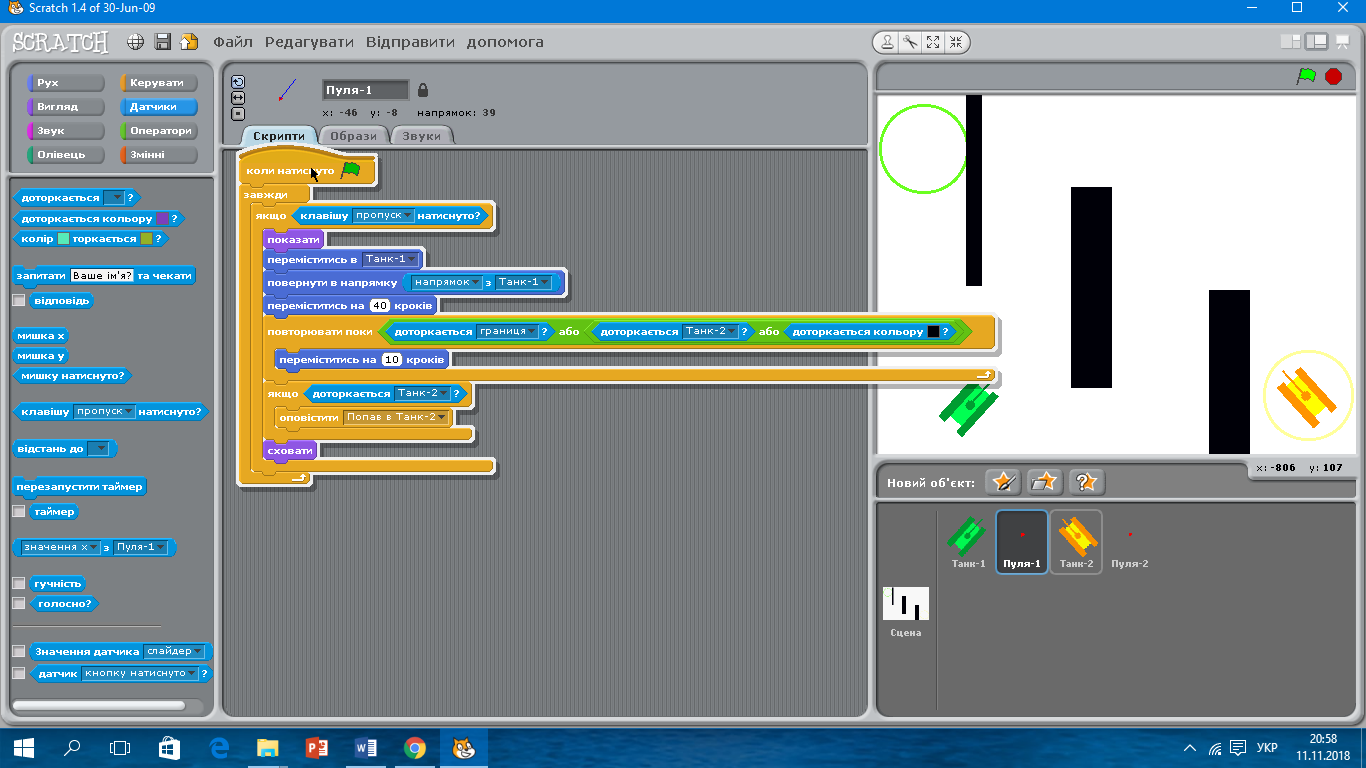 Scratch 1.4 of 30-Jun-09
SCRATCH Файл Редагувати Відправити допомога
Рух Керувати
Вигляд Датчики
Звук Оператори
Олівець Змінні
доторкається ?
доторкається кольору ?
колір торкається ?
запитати Ваше ім'я? та чекати
відповідь
мишка x
мишка y
мишку натиснуто?
клавішу пропуск натиснуто?
відстань до
перезапустити таймер
таймер
значення x з Пуля-1
гучність
голосно?
Значення датчика слайдер
датчик кнопку натиснуто ?
Пуля-1
x: -46 y: -8 напрямок: 39
Скрипти Образи Звуки
коли натиснуто
завжди
якщо клавішу пропуск натиснуто?
показати
переміститись в Танк-1
повернути в напрямку напрямок з Танк-1
переміститись на 40 кроків
повторювати поки доторкається границя ? або доторкається Танк-2 ? або доторкається кольору ?
переміститись на 10 кроків
якщо доторкається Танк-2 ?
оповістити Попав в Танк-2
сховати
x: -806 y: 107
Новий об'єкт:
Танк-1 Пуля-1 Танк-2 Пуля-2
Сцена
УКР
20:58
11.11.2018